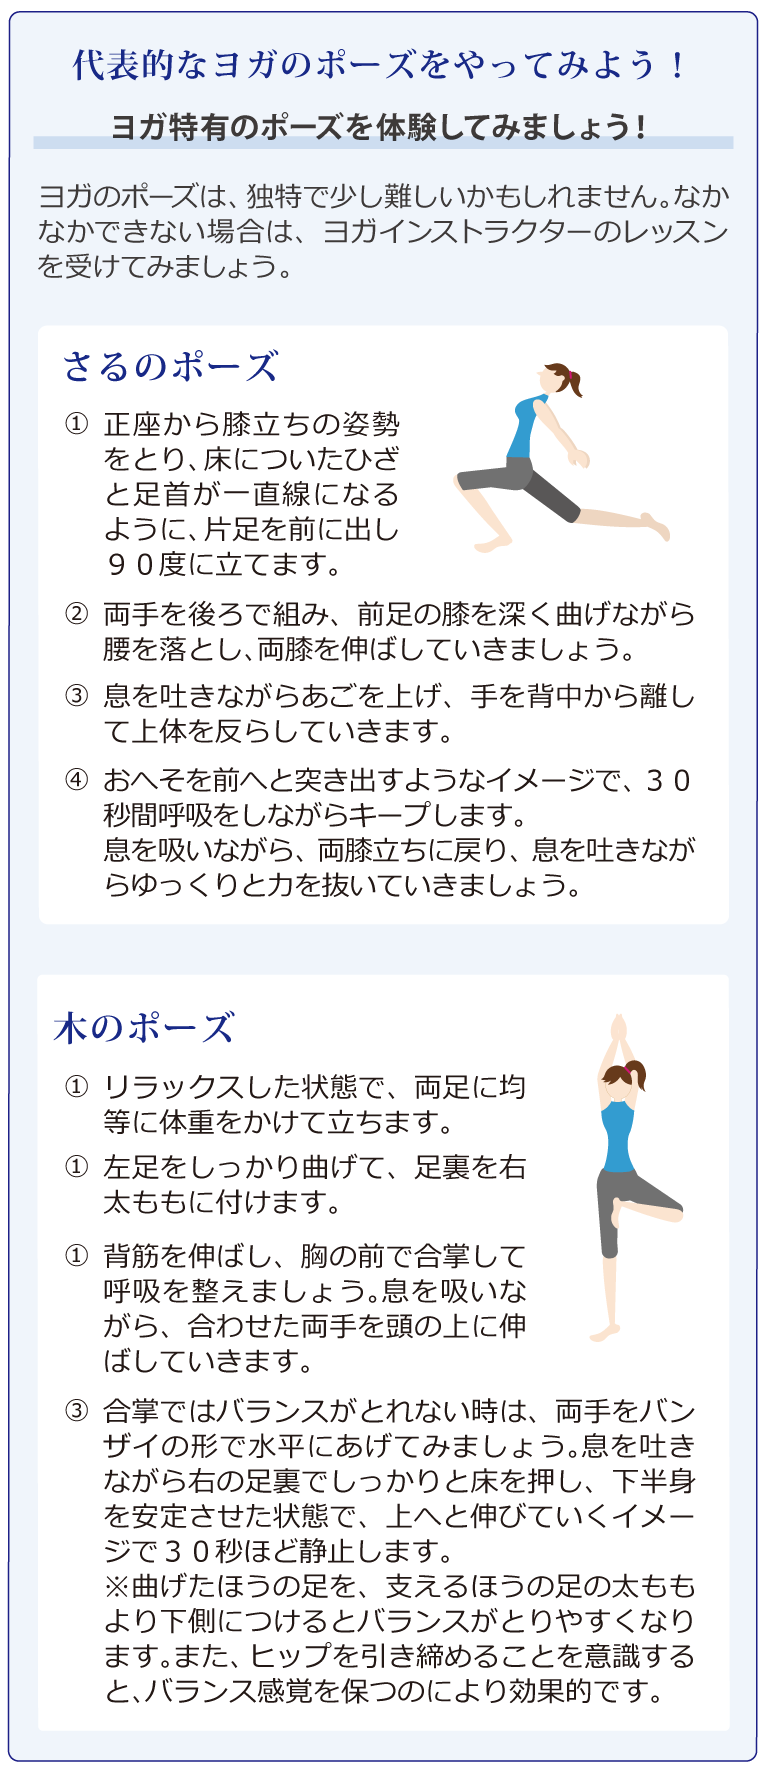 代表的なヨガのポーズをやってみよう！
ヨガ特有のポーズを体験してみましょう！
ヨガのポーズは、独特で少し難しいかもしれません。なか
なかできない場合は、ヨガインストラクターのレッスン
を受けてみましょう。
さるのポーズ
① 正座から膝立ちの姿勢
をとり、床についたひざ
と足首が一直線になる
ように、片足を前に出し
９０度に立てます。
② 両手を後ろで組み、前足の膝を深く曲げながら
腰を落とし、両膝を伸ばしていきましょう。
③ 息を吐きながらあごを上げ、手を背中から離し
て上体を反らしていきます。
④ おへそを前へと突き出すようなイメージで、３０
秒間呼吸をしながらキープします。
息を吸いながら、両膝立ちに戻り、息を吐きなが
らゆっくりと力を抜いていきましょう。
木のポーズ
① リラックスした状態で、両足に均
等に体重をかけて立ちます。
① 左足をしっかり曲げて、足裏を右
太ももに付けます。
① 背筋を伸ばし、胸の前で合掌して
呼吸を整えましょう。息を吸いな
がら、合わせた両手を頭の上に伸
ばしていきます。
③ 合掌ではバランスがとれない時は、両手をバン
ザイの形で水平にあげてみましょう。息を吐き
ながら右の足裏でしっかりと床を押し、下半身
を安定させた状態で、上へと伸びていくイメー
ジで３０秒ほど静止します。
※曲げたほうの足を、支えるほうの足の太もも
より下側につけるとバランスがとりやすくなり
ます。また、ヒップを引き締めることを意識する
と、バランス感覚を保つのにより効果的です。